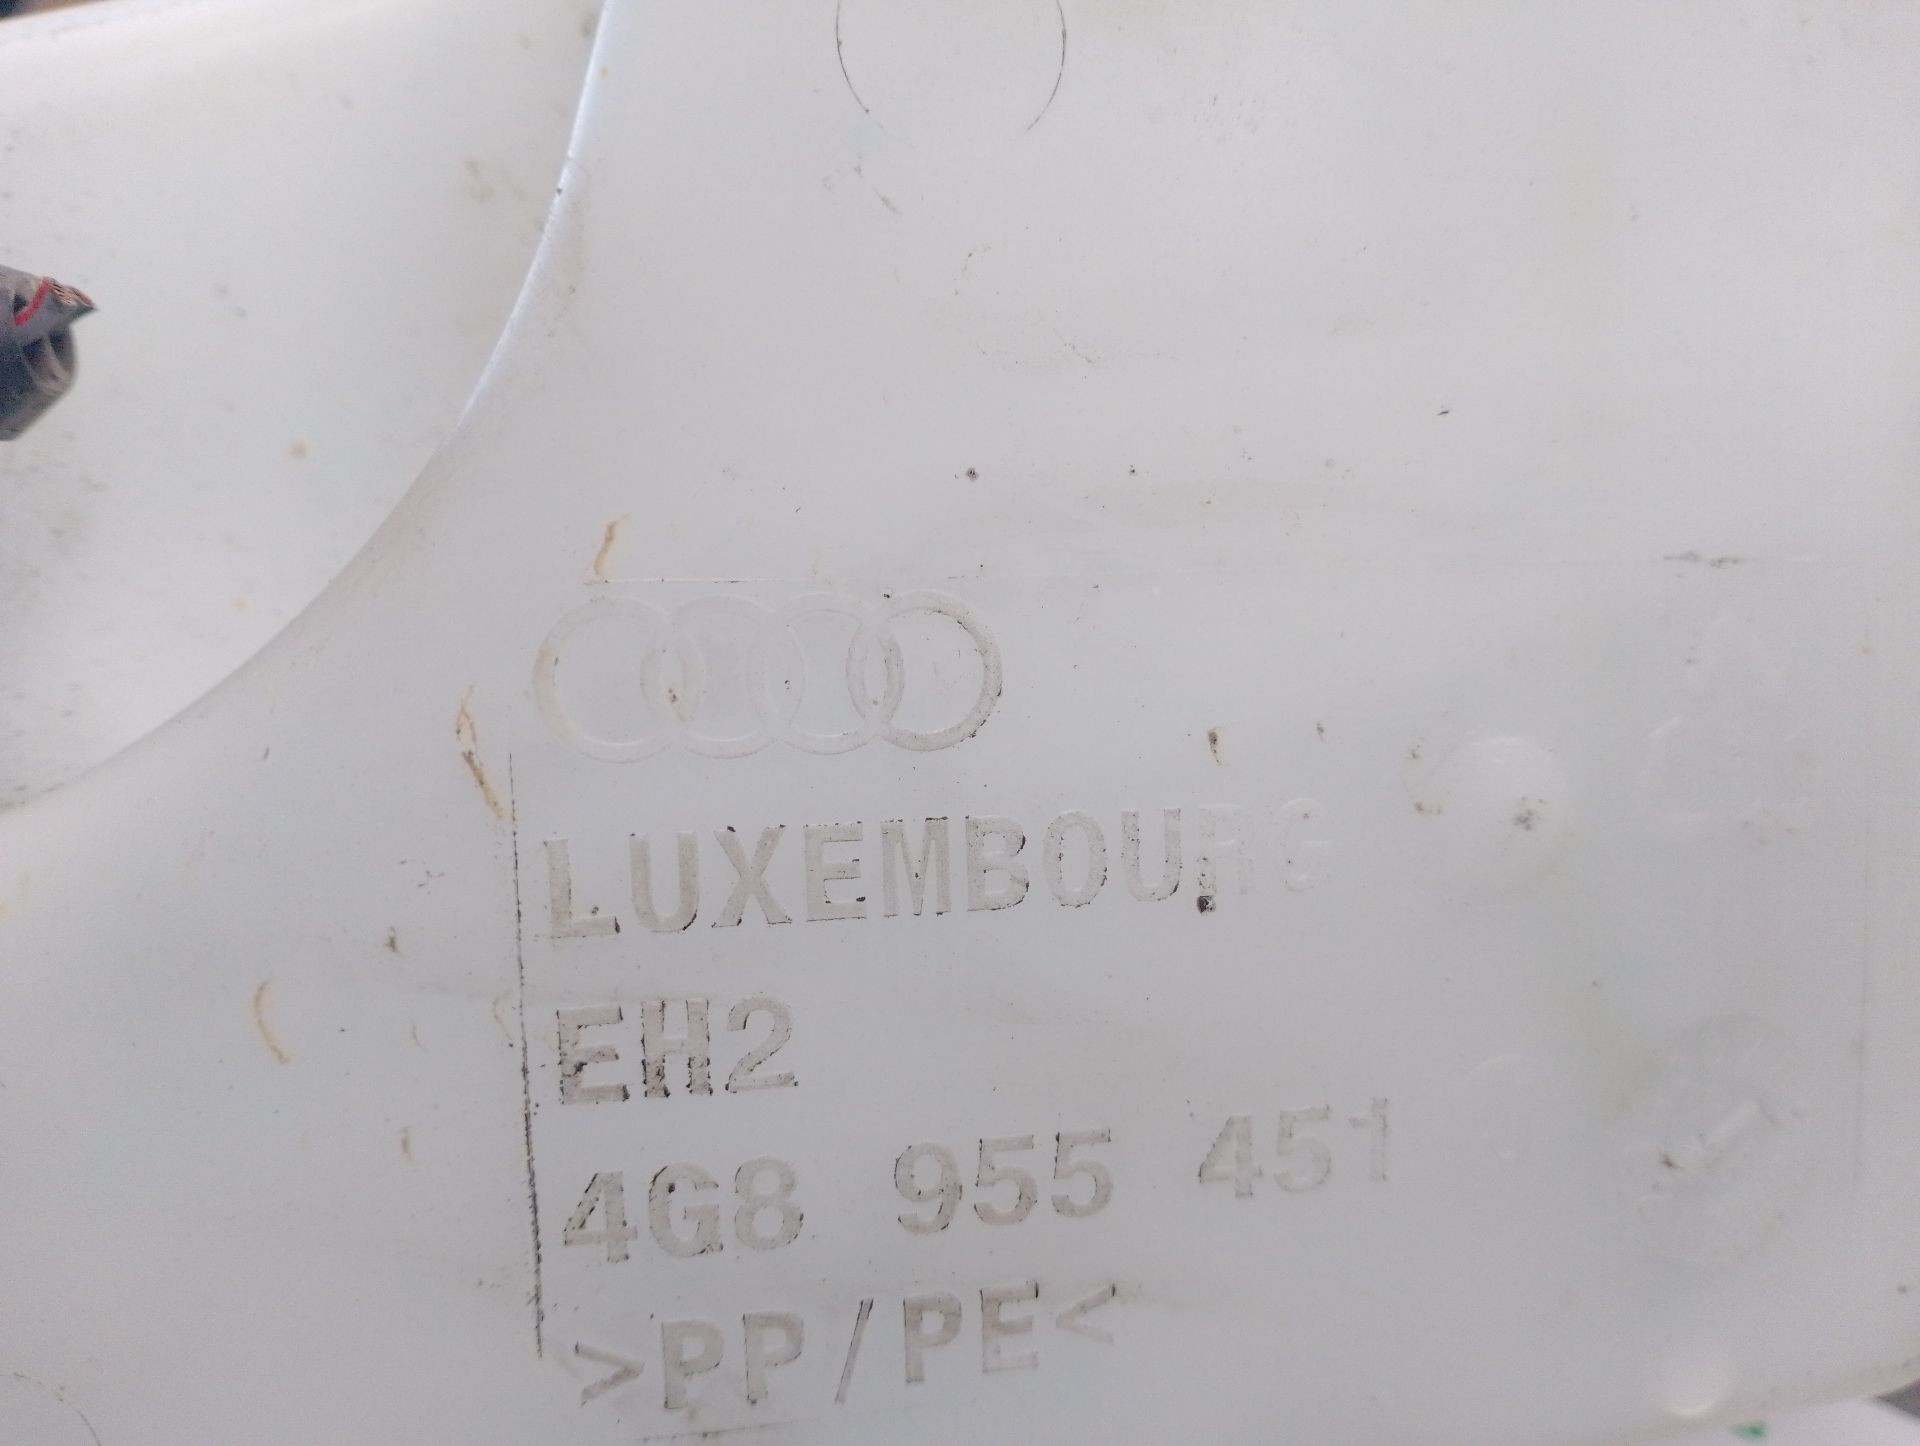 LUXEMBOURG
EH2
4G8 955 451
>PP/PE<